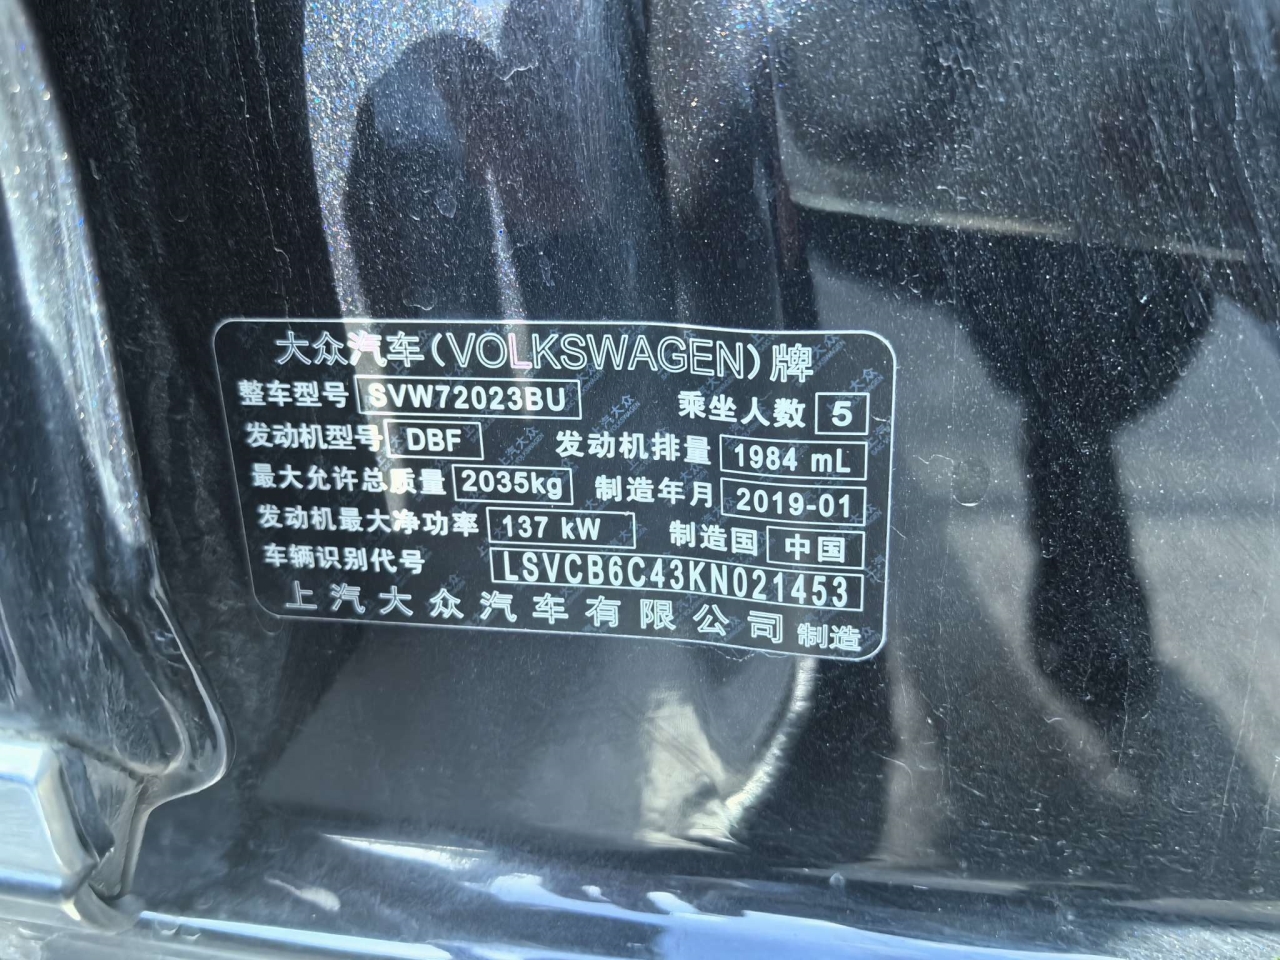 大众汽车(VOLKSWAGEN)牌
整车型号 SVW72023BU 乘坐人数 5
发动机型号 DBF 发动机排量 1984 mL
最大允许总质量 2035kg 制造年月 2019-01
发动机最大净功率 137 kW 制造国 中国
车辆识别代号 LSVCB6C43KN021453
上汽大众汽车有限公司 制造